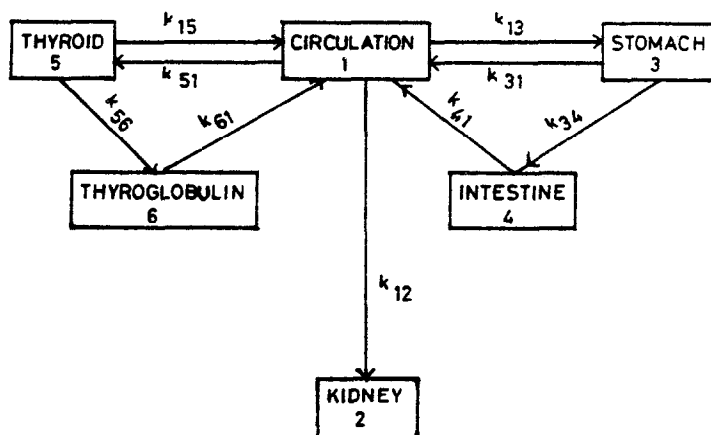 k15
k13
THYROID
5
CIRCULATION
1
STOMACH
3
k51
k31
k56
k61
k41
k34
THYROGLOBULIN
6
INTESTINE
4
k12
KIDNEY
2